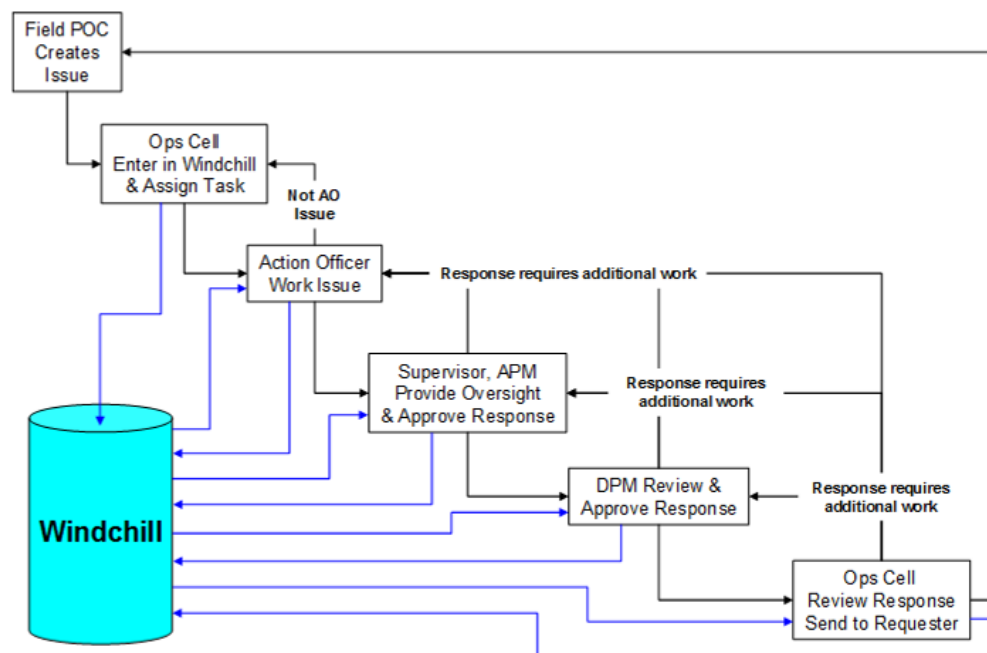 Field POC
Creates
Issue
Ops Cell
Enter in Windchill
& Assign Task
Not AO
Issue
Action Officer
Work Issue
Response requires additional work
Supervisor, APM
Provide Oversight
& Approve Response
Response requires
additional work
DPM Review &
Approve Response
Response requires
additional work
Windchill
Ops Cell
Review Response
Send to Requester